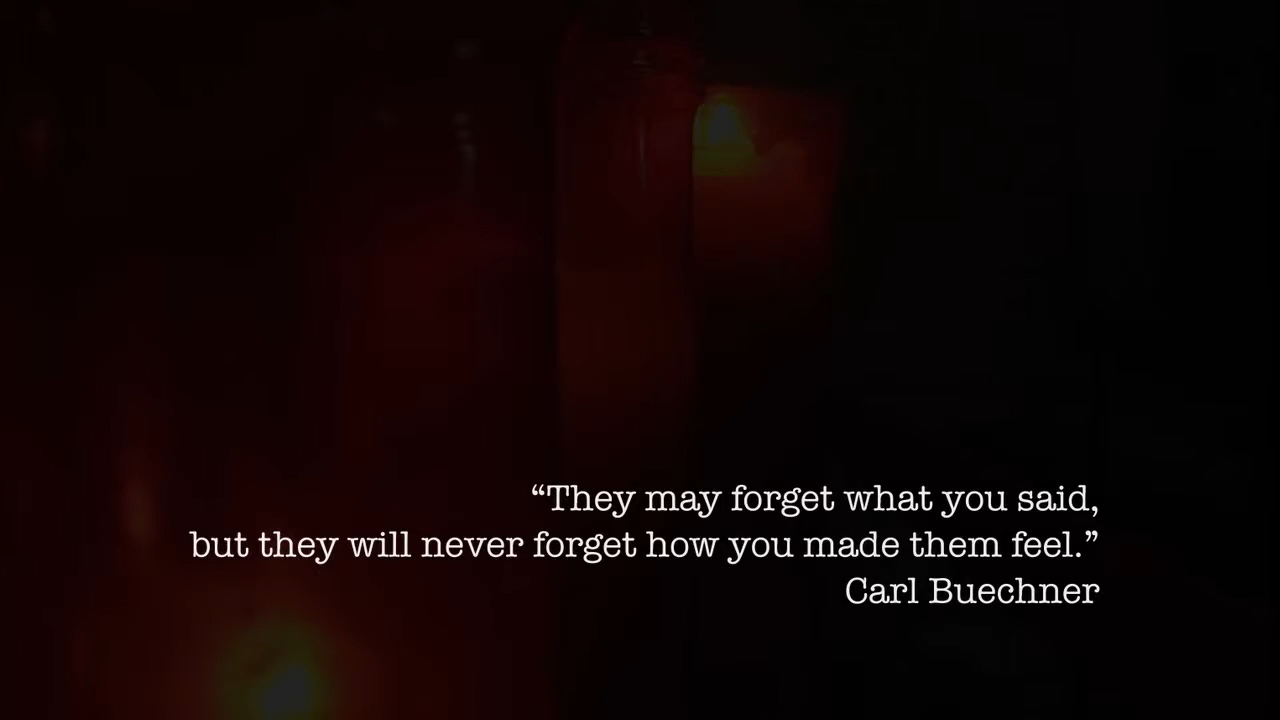 “They may forget what you said,
but they will never forget how you made them feel.”
Carl Buechner